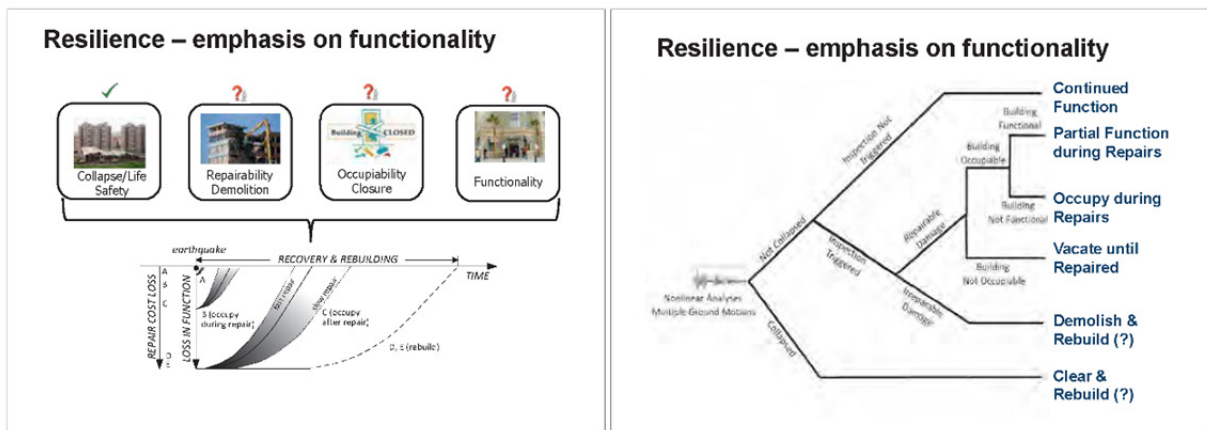 Resilience – emphasis on functionality
?
?
?
Building CLOSED
Collapse/Life
Safety
Repairability
Demolition
Occupiability
Closure
Functionality
earthquake
RECOVERY & REBUILDING
TIME
REPAIR COST LOSS
LOSS IN FUNCTION
A
B
C
D
E
A
B (occupy
during repair)
fast repair
slow repair
C (occupy
after repair)
D, E (rebuild)
Resilience – emphasis on functionality
Continued
Function
Building
Functional
Partial Function
during Repairs
Inspection Not
Triggered
Building
Occupiable
Occupy during
Repairs
Building
Not Functional
Repairable
Damage
Not Collapsed
Inspection
Triggered
Vacate until
Repaired
Building
Not Occupiable
Nonlinear Analyses
Multiple Ground Motions
Irreparable
Damage
Collapsed
Demolish &
Rebuild (?)
Clear &
Rebuild (?)